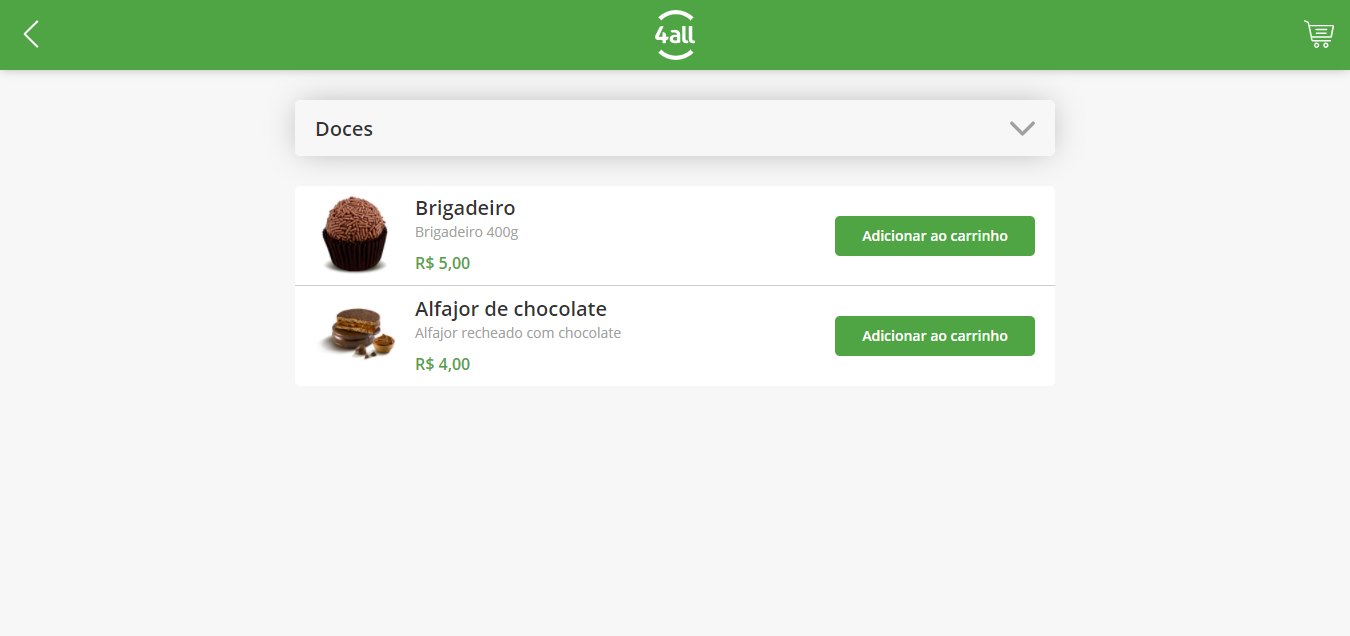 4all
Doces
Brigadeiro
Brigadeiro 400g
R$ 5,00
Adicionar ao carrinho
Alfajor de chocolate
Alfajor recheado com chocolate
R$ 4,00
Adicionar ao carrinho